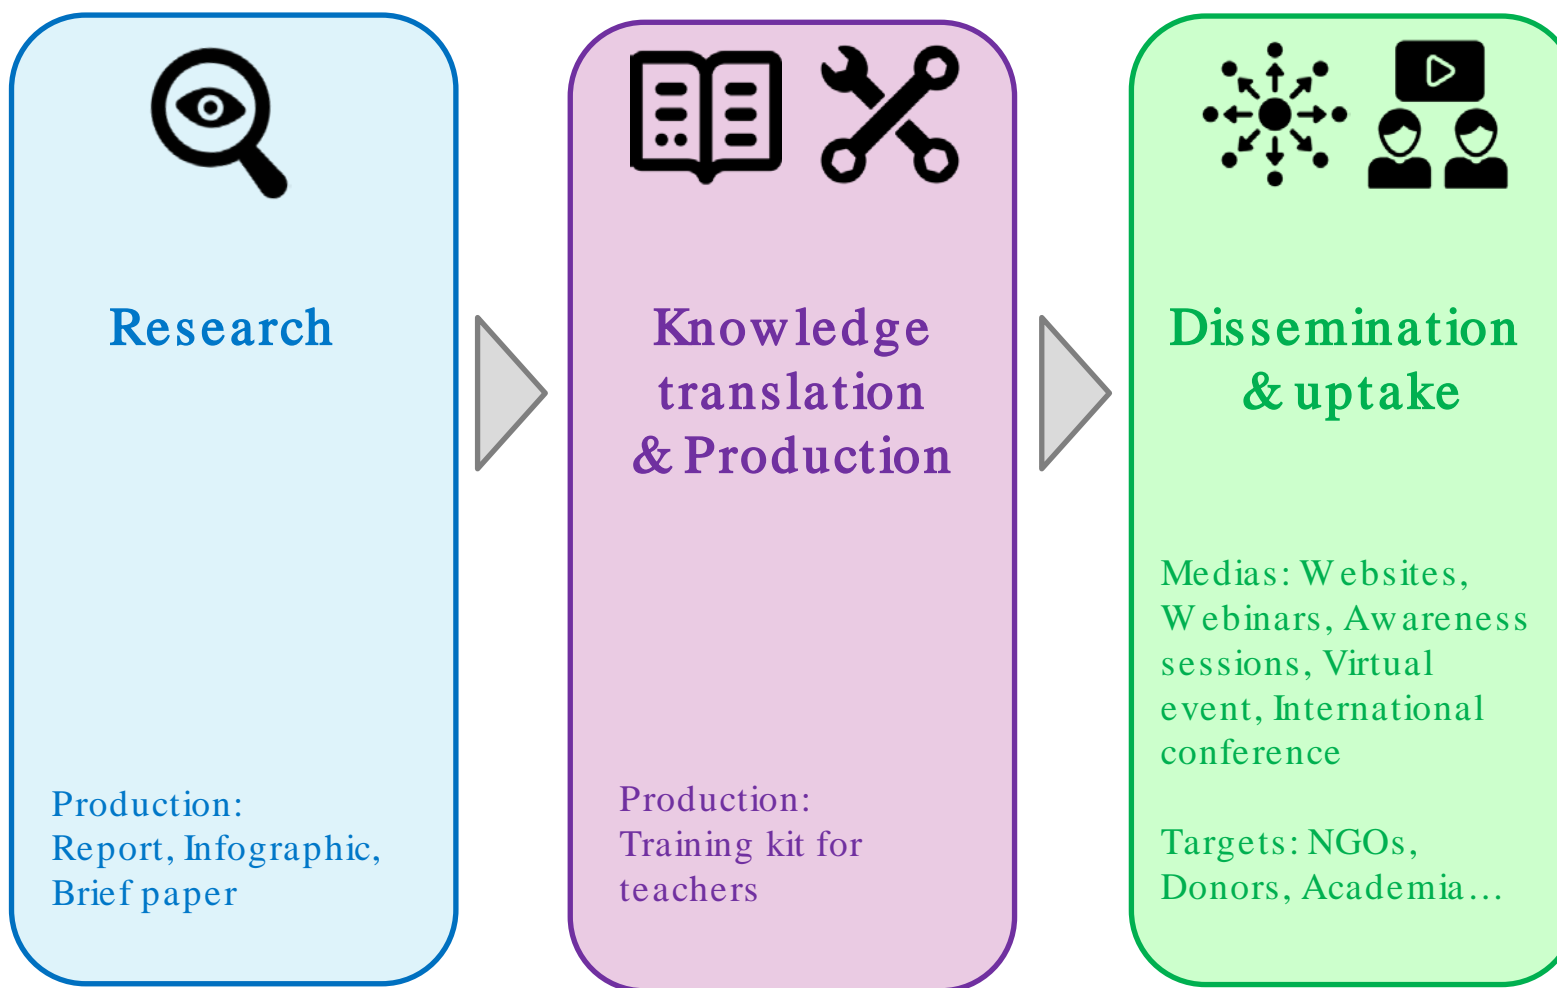 Research
Production:
Report, Infographic,
Brief paper
Knowledge
translation
& Production
Production:
Training kit for
teachers
Dissemination
& uptake
Medias: Websites,
Webinars, Awareness
sessions, Virtual
event, International
conference
Targets: NGOs,
Donors, Academia…